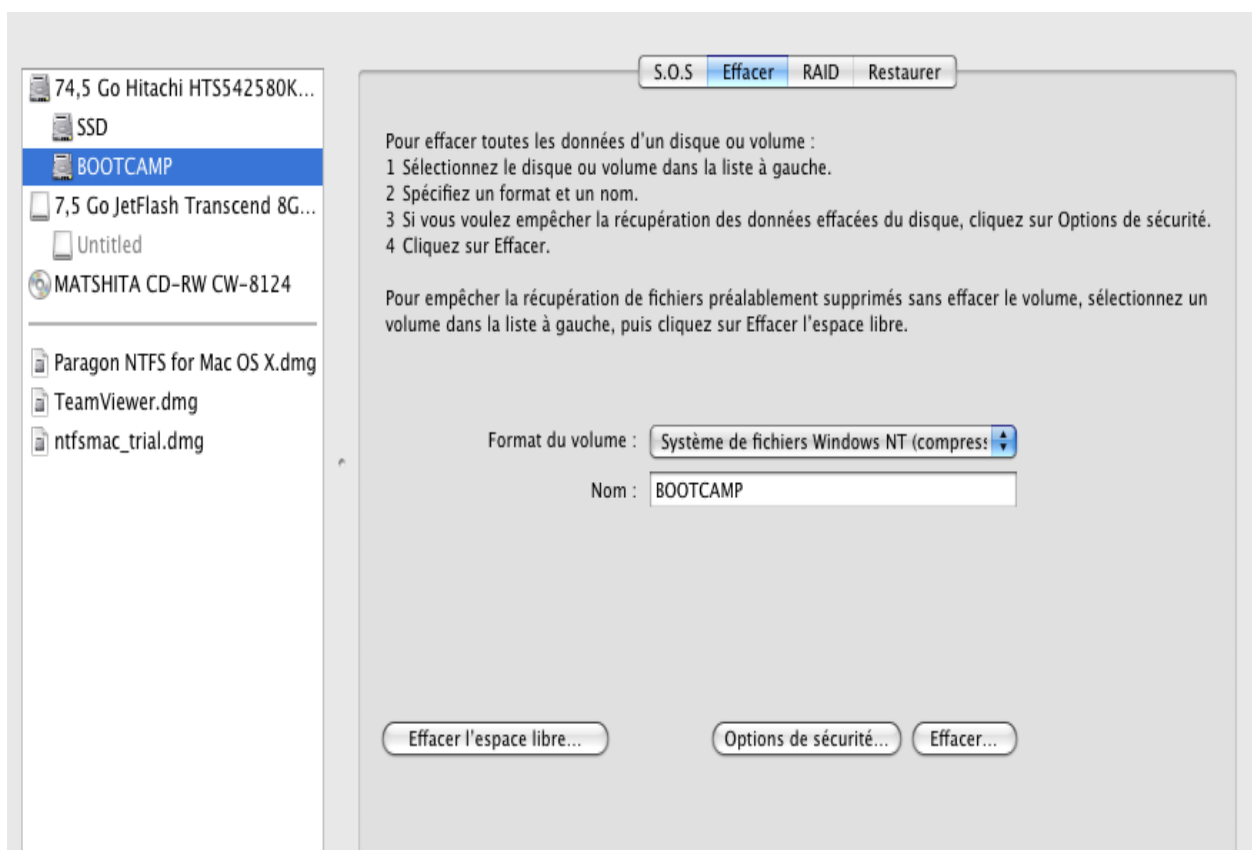 74,5 Go Hitachi HTS542580K...
SSD
BOOTCAMP
7,5 Go JetFlash Transcend 8G...
Untitled
MATSHITA CD-RW CW-8124
Paragon NTFS for Mac OS X.dmg
TeamViewer.dmg
ntfsmac_trial.dmg
S.O.S Effacer RAID Restaurer
Pour effacer toutes les données d'un disque ou volume :
1 Sélectionnez le disque ou volume dans la liste à gauche.
2 Spécifiez un format et un nom.
3 Si vous voulez empêcher la récupération des données effacées du disque, cliquez sur Options de sécurité.
4 Cliquez sur Effacer.
Pour empêcher la récupération de fichiers préalablement supprimés sans effacer le volume, sélectionnez un
volume dans la liste à gauche, puis cliquez sur Effacer l'espace libre.
Format du volume : Système de fichiers Windows NT (compress
Nom : BOOTCAMP
Effacer l'espace libre... Options de sécurité... Effacer...